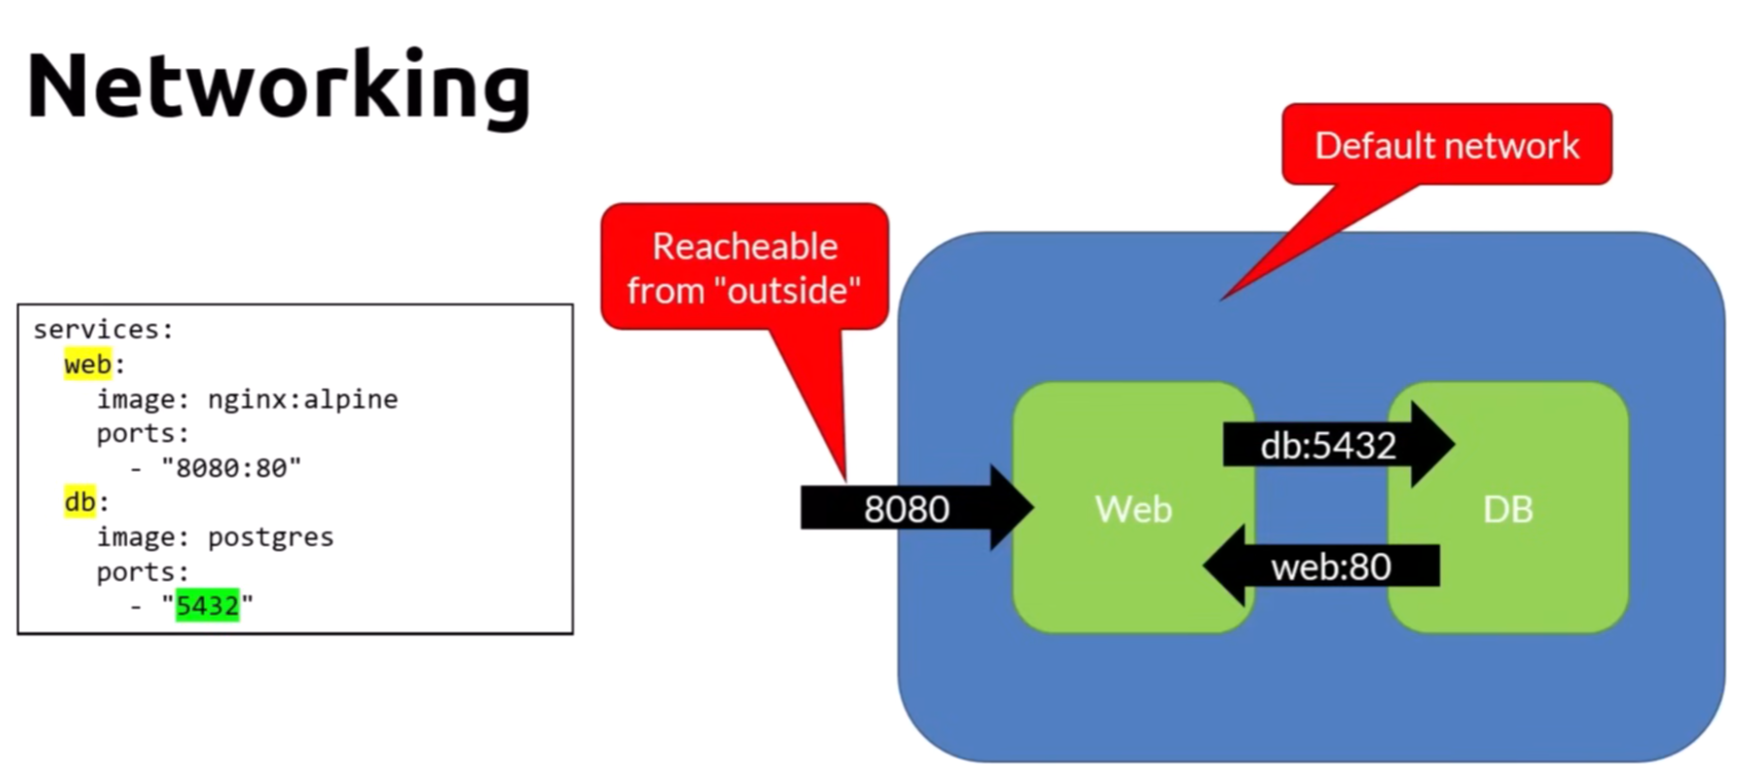 Networking
services:
  web:
    image: nginx:alpine
    ports:
      - "8080:80"
  db:
    image: postgres
    ports:
      - "5432"
Reacheable
from "outside"
Default network
8080
Web
db:5432
web:80
DB